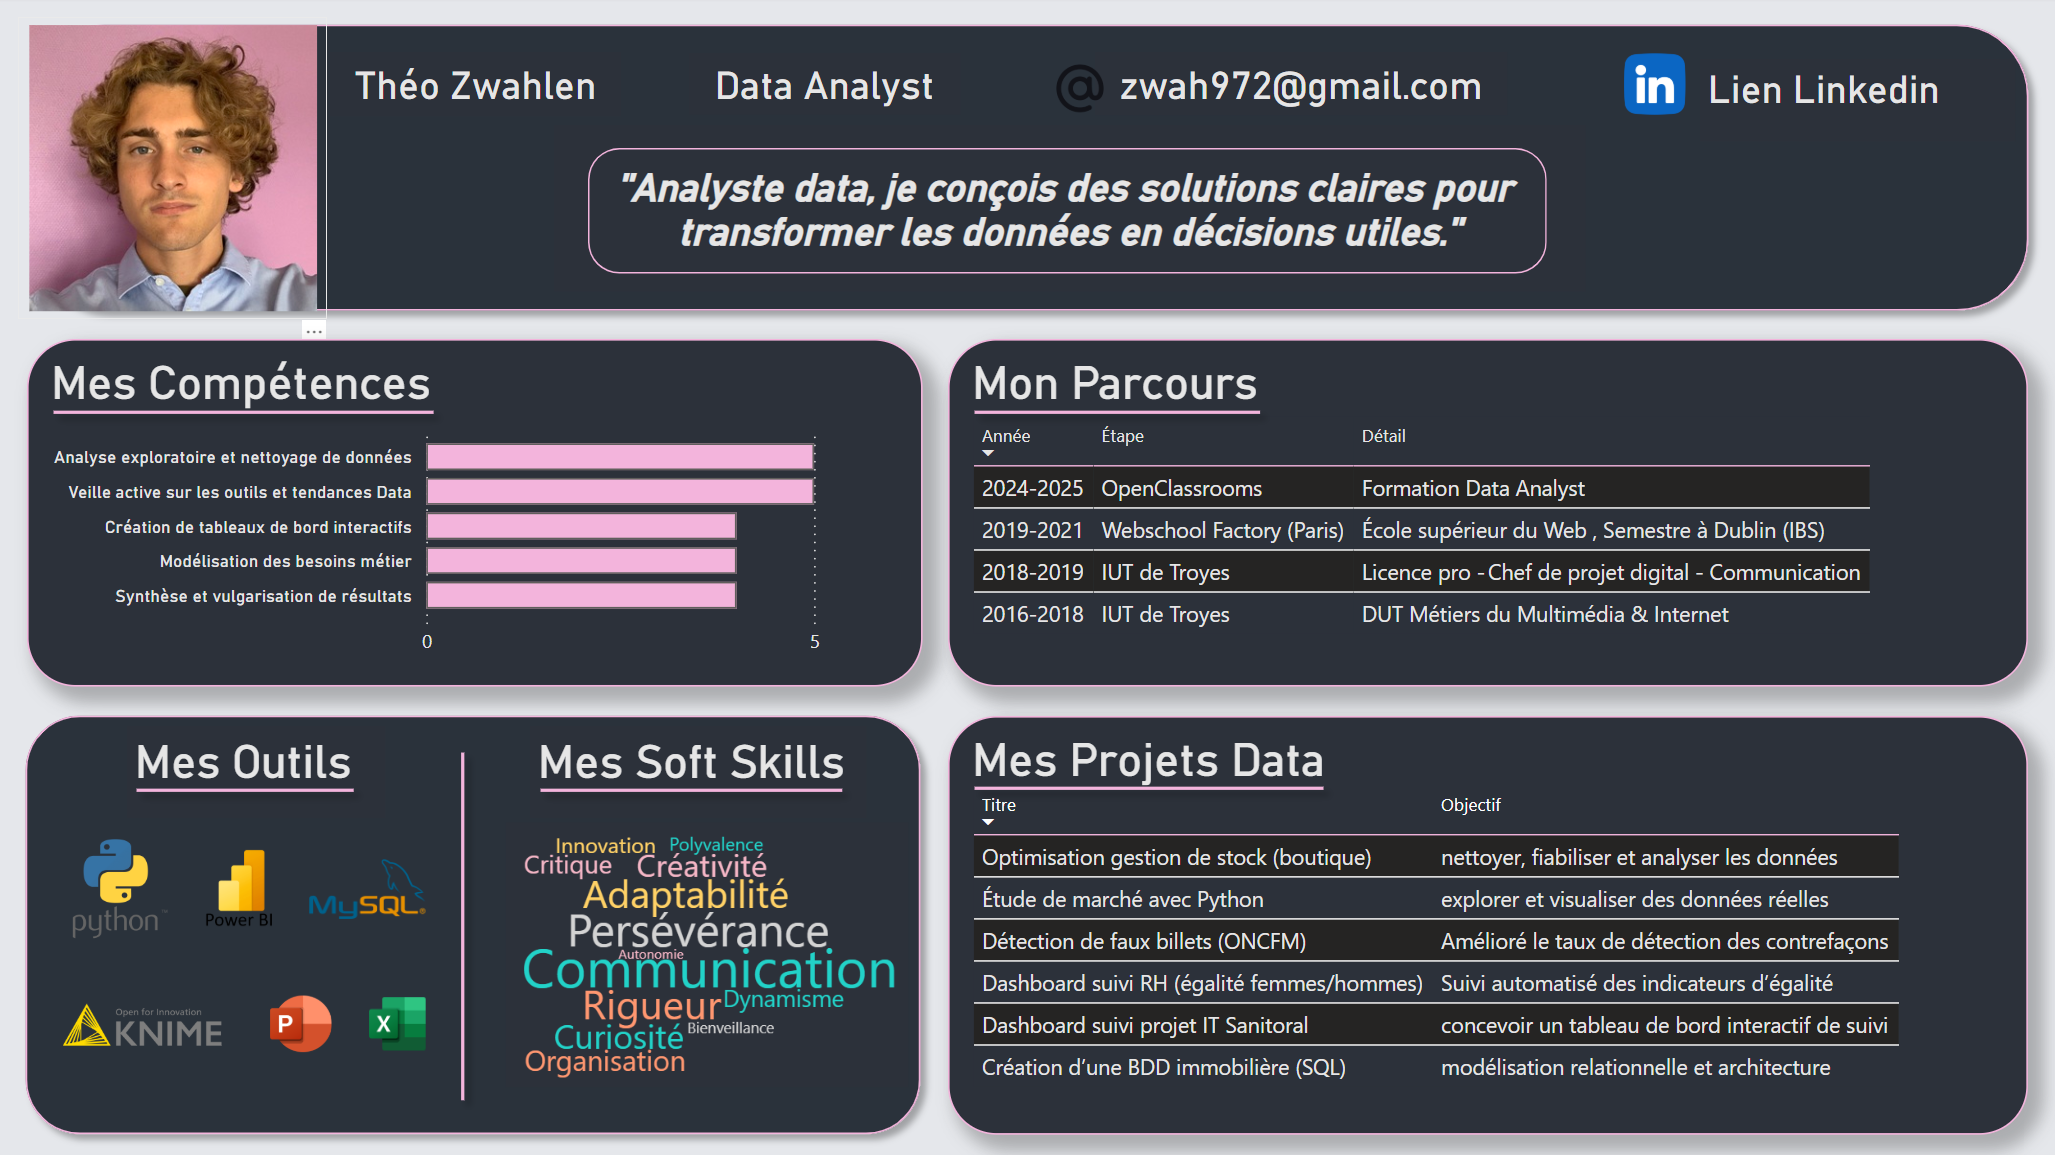 Théo Zwahlen
Data Analyst
@ zwah972@gmail.com
in Lien Linkedin
"Analyste data, je conçois des solutions claires pour
transformer les données en décisions utiles."
...
Mes Compétences
Analyse exploratoire et nettoyage de données
Veille active sur les outils et tendances Data
Création de tableaux de bord interactifs
Modélisation des besoins métier
Synthèse et vulgarisation de résultats
0 5
Mon Parcours
Année Étape Détail
2024-2025 OpenClassrooms Formation Data Analyst
2019-2021 Webschool Factory (Paris) École supérieur du Web , Semestre à Dublin (IBS)
2018-2019 IUT de Troyes Licence pro - Chef de projet digital - Communication
2016-2018 IUT de Troyes DUT Métiers du Multimédia & Internet
Mes Outils
python™
Power BI
MySQL®
Open for Innovation
KNIME
P
X
Mes Soft Skills
Innovation Polyvalence
Critique Créativité
Adaptabilité
Persévérance
Autonomie
Communication
Rigueur Dynamisme
Curiosité Bienveillance
Organisation
Mes Projets Data
Titre Objectif
Optimisation gestion de stock (boutique) nettoyer, fiabiliser et analyser les données
Étude de marché avec Python explorer et visualiser des données réelles
Détection de faux billets (ONCFM) Amélioré le taux de détection des contrefaçons
Dashboard suivi RH (égalité femmes/hommes) Suivi automatisé des indicateurs d’égalité
Dashboard suivi projet IT Sanitoral concevoir un tableau de bord interactif de suivi
Création d’une BDD immobilière (SQL) modélisation relationnelle et architecture